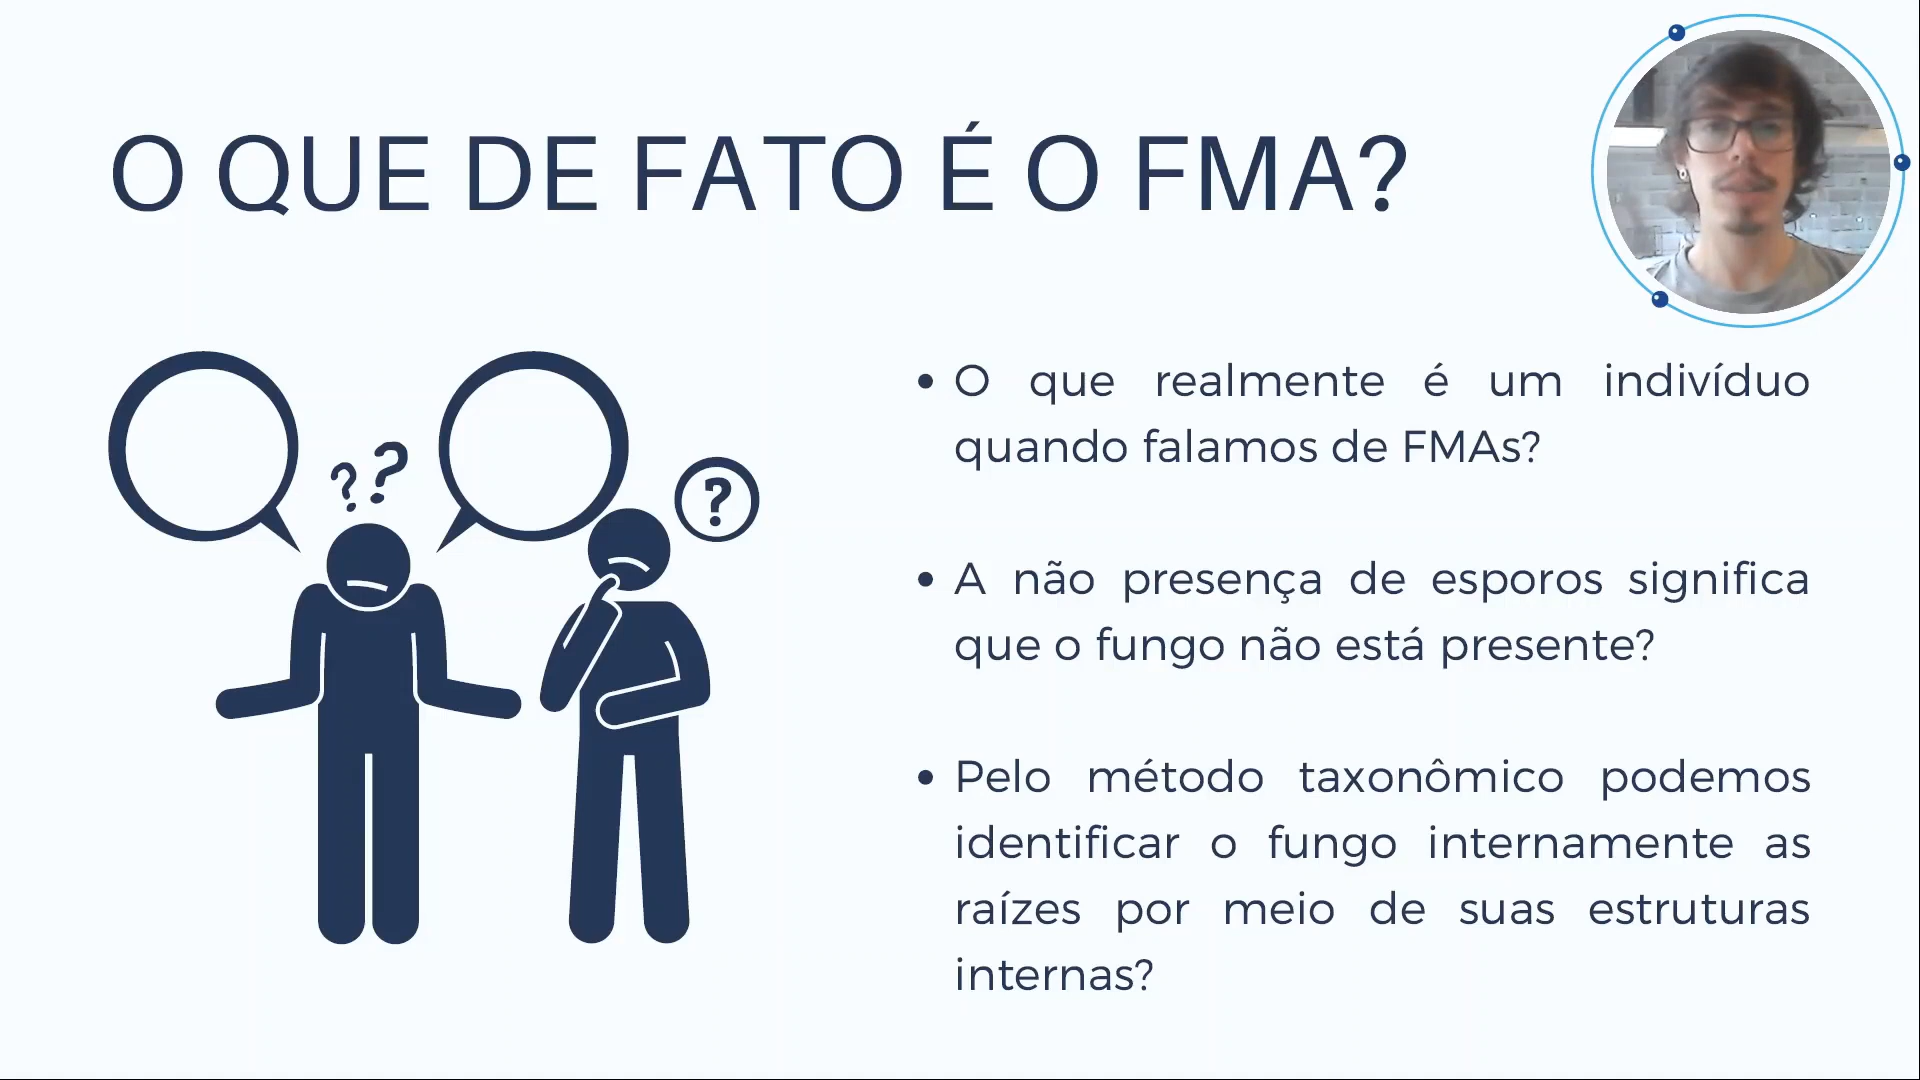 O QUE DE FATO É O FMA?
? ?
?
• O que realmente é um indivíduo
quando falamos de FMAs?
• A não presença de esporos significa
que o fungo não está presente?
• Pelo método taxonômico podemos
identificar o fungo internamente as
raízes por meio de suas estruturas
internas?